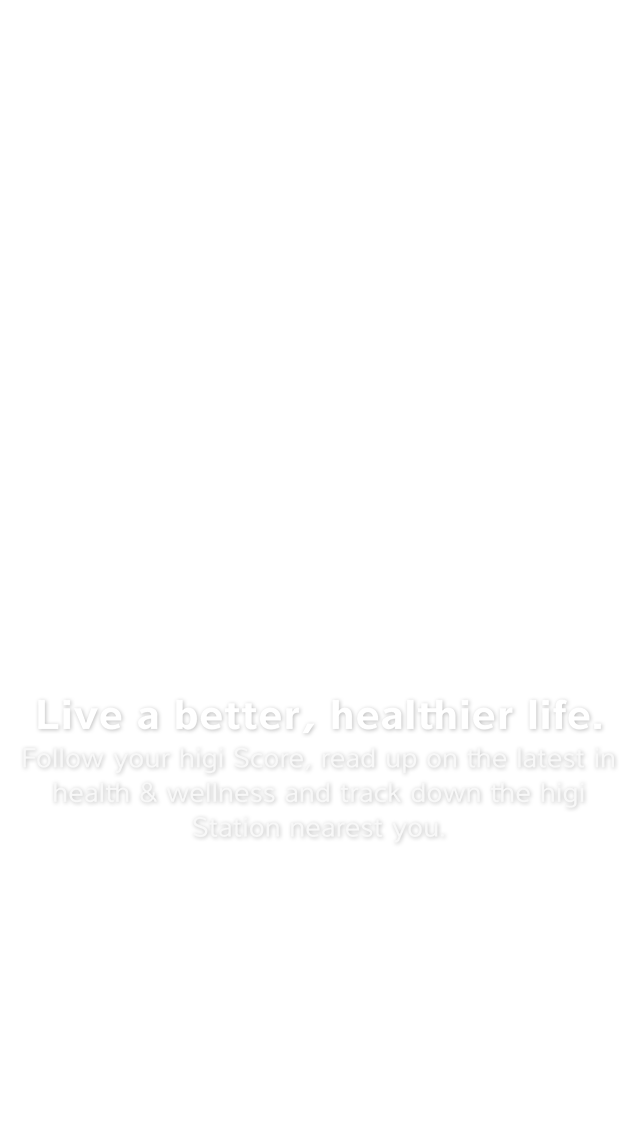 Live a better, healthier life.
Follow your higi Score, read up on the latest in
health & wellness and track down the higi
Station nearest you.